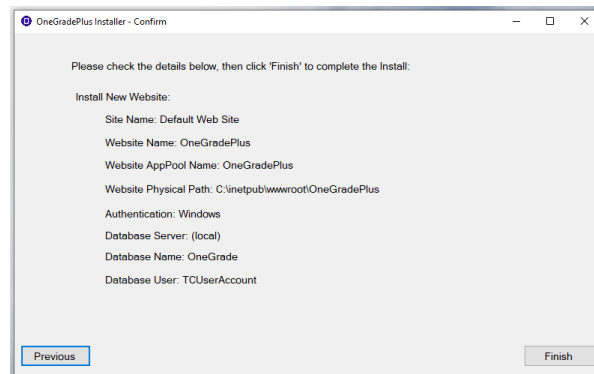 OneGradePlus Installer - Confirm
Please check the details below, then click 'Finish' to complete the Install:
Install New Website:
Site Name: Default Web Site
Website Name: OneGradePlus
Website AppPool Name: OneGradePlus
Website Physical Path: C:\inetpub\wwwroot\OneGradePlus
Authentication: Windows
Database Server: (local)
Database Name: OneGrade
Database User: TCUserAccount
Previous
Finish